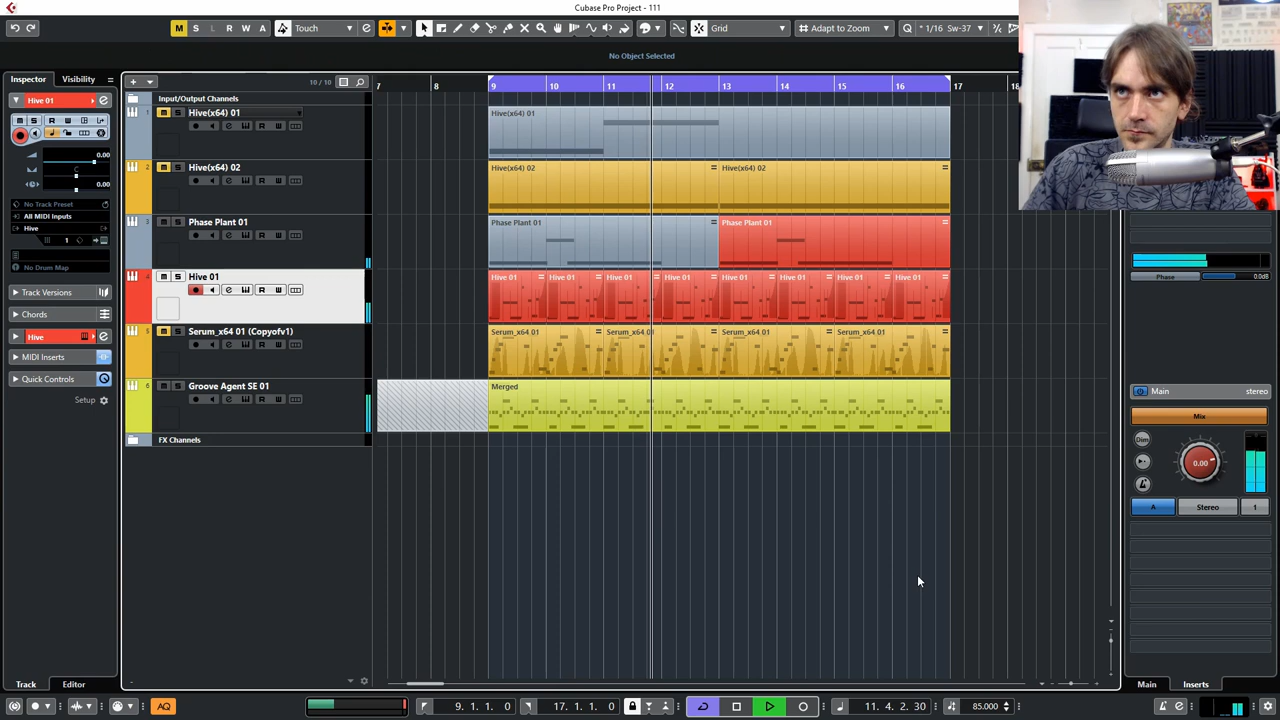 Cubase Pro Project - 111
M S L R W A Touch Grid Adapt to Zoom Q 1/16 Sw-37
No Object Selected
Inspector Visibility
10 / 10
7 8 9 10 11 12 13 14 15 16 17 18
Input/Output Channels
Hive 01
1 Hive(x64) 01
Hive(x64) 01
0.00
C
0.00
2 Hive(x64) 02
Hive(x64) 02 Hive(x64) 02
No Track Preset
All MIDI Inputs
Hive
1
No Drum Map
3 Phase Plant 01
Phase Plant 01 Phase Plant 01
Track Versions
Chords
Hive
MIDI Inserts
Quick Controls
Setup
4 Hive 01
Hive 01 Hive 01 Hive 01 Hive 01 Hive 01 Hive 01 Hive 01 Hive 01
5 Serum_x64 01 (Copyofv1)
Serum_x64 01 Serum_x64 01 Serum_x64 01 Serum_x64 01
6 Groove Agent SE 01
Merged
FX Channels
Phase 0.0dB
Main stereo
Mix
Dim
0.00
A Stereo 1
Track Editor
Main Inserts
AQ 9. 1. 1. 0 17. 1. 1. 0 11. 4. 2. 30 85.000